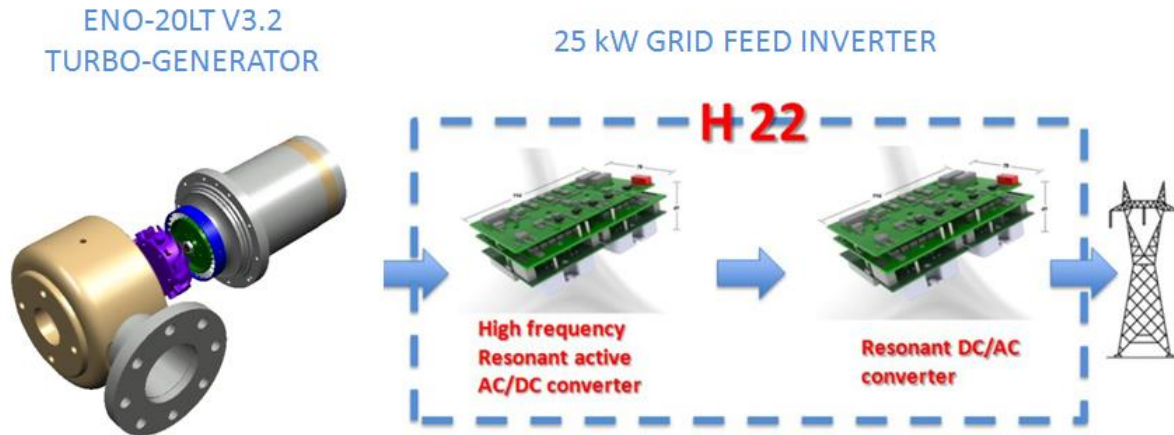 ENO-20LT V3.2
TURBO-GENERATOR
25 kW GRID FEED INVERTER
H 22
High frequency
Resonant active
AC/DC converter
Resonant DC/AC
converter